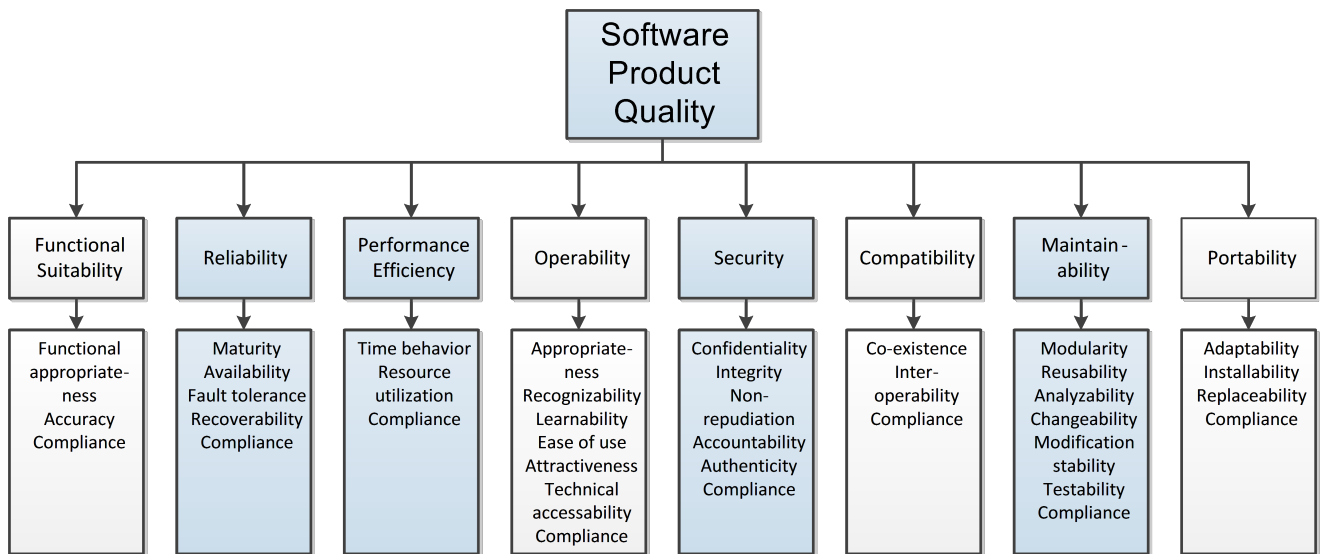 Software
Product
Quality
Functional
Suitability
Reliability
Performance
Efficiency
Operability
Security
Compatibility
Maintain-
ability
Portability
Functional
appropriate-
ness
Accuracy
Compliance
Maturity
Availability
Fault tolerance
Recoverability
Compliance
Time behavior
Resource
utilization
Compliance
Appropriate-
ness
Recognizability
Learnability
Ease of use
Attractiveness
Technical
accessability
Compliance
Confidentiality
Integrity
Non-
repudiation
Accountability
Authenticity
Compliance
Co-existence
Inter-
operability
Compliance
Modularity
Reusability
Analyzability
Changeability
Modification
stability
Testability
Compliance
Adaptability
Installability
Replaceability
Compliance